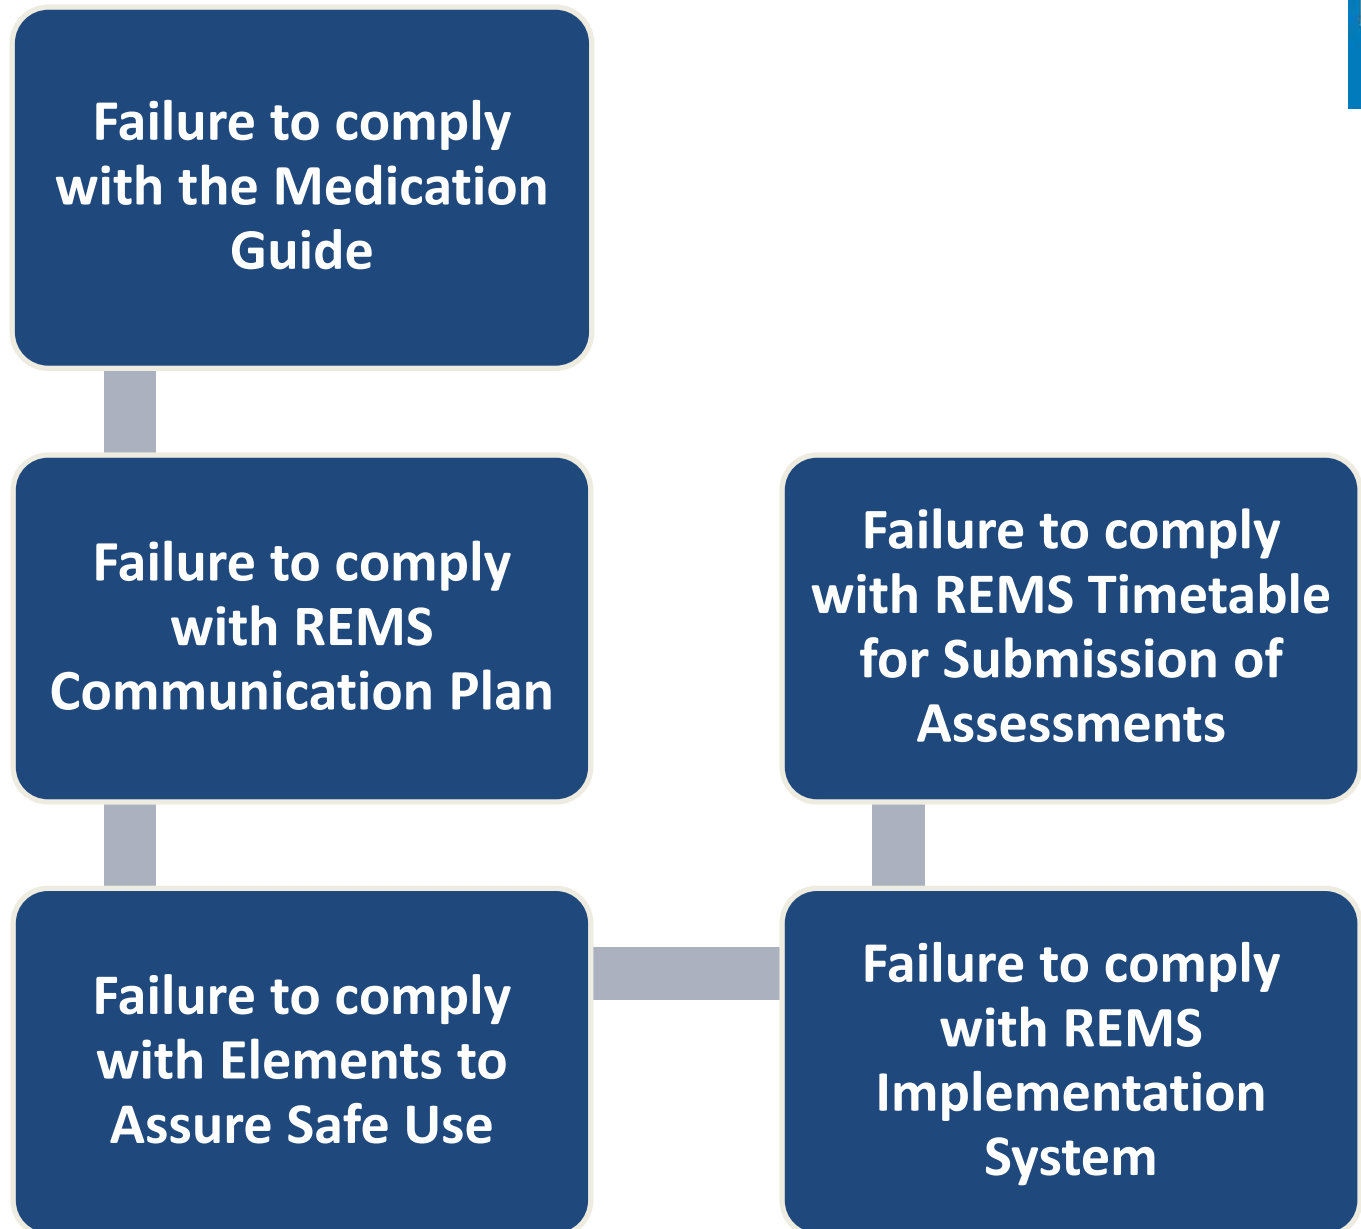 Failure to comply
with the Medication
Guide
Failure to comply
with REMS
Communication Plan
Failure to comply
with Elements to
Assure Safe Use
Failure to comply
with REMS
Implementation
System
Failure to comply
with REMS Timetable
for Submission of
Assessments